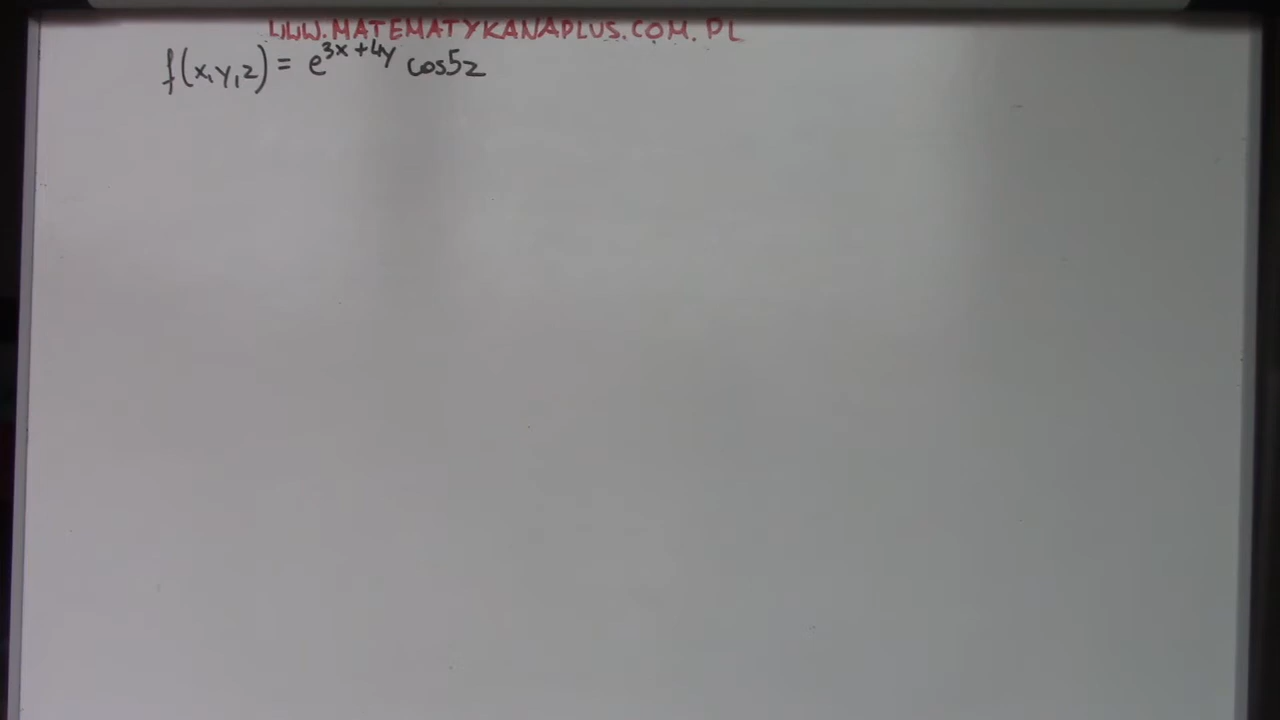 WWW.MATEMATYKANAPLUS.COM.PL
f(x,y,z) = e^{3x+4y} cos5z